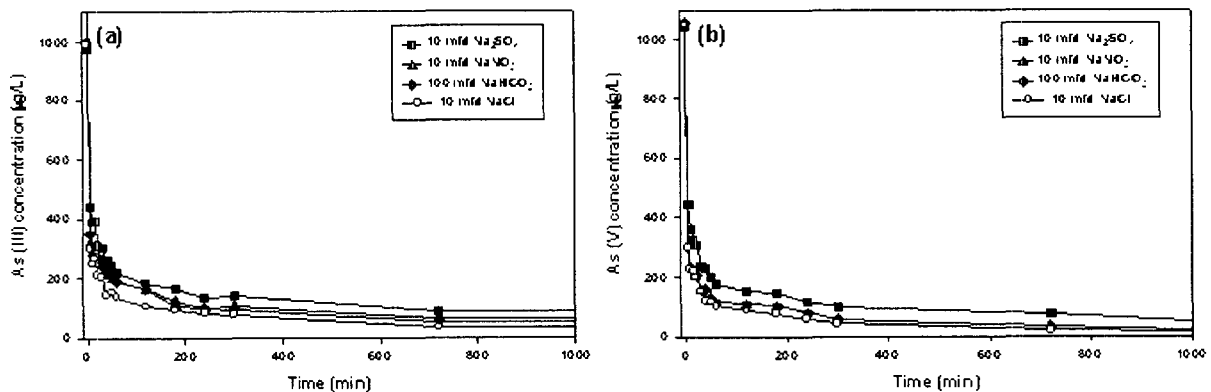 (a)
10 mM Na₂SO₄
10 mM NaNO₃
100 mM NaHCO₃
10 mM NaCl
1000
800
600
400
200
0
As (III) concentration (µg/L)
0 200 400 600 800 1000
Time (min)
(b)
10 mM Na₂SO₄
10 mM NaNO₃
100 mM NaHCO₃
10 mM NaCl
1000
800
600
400
200
0
As (V) concentration (µg/L)
0 200 400 600 800 1000
Time (min)